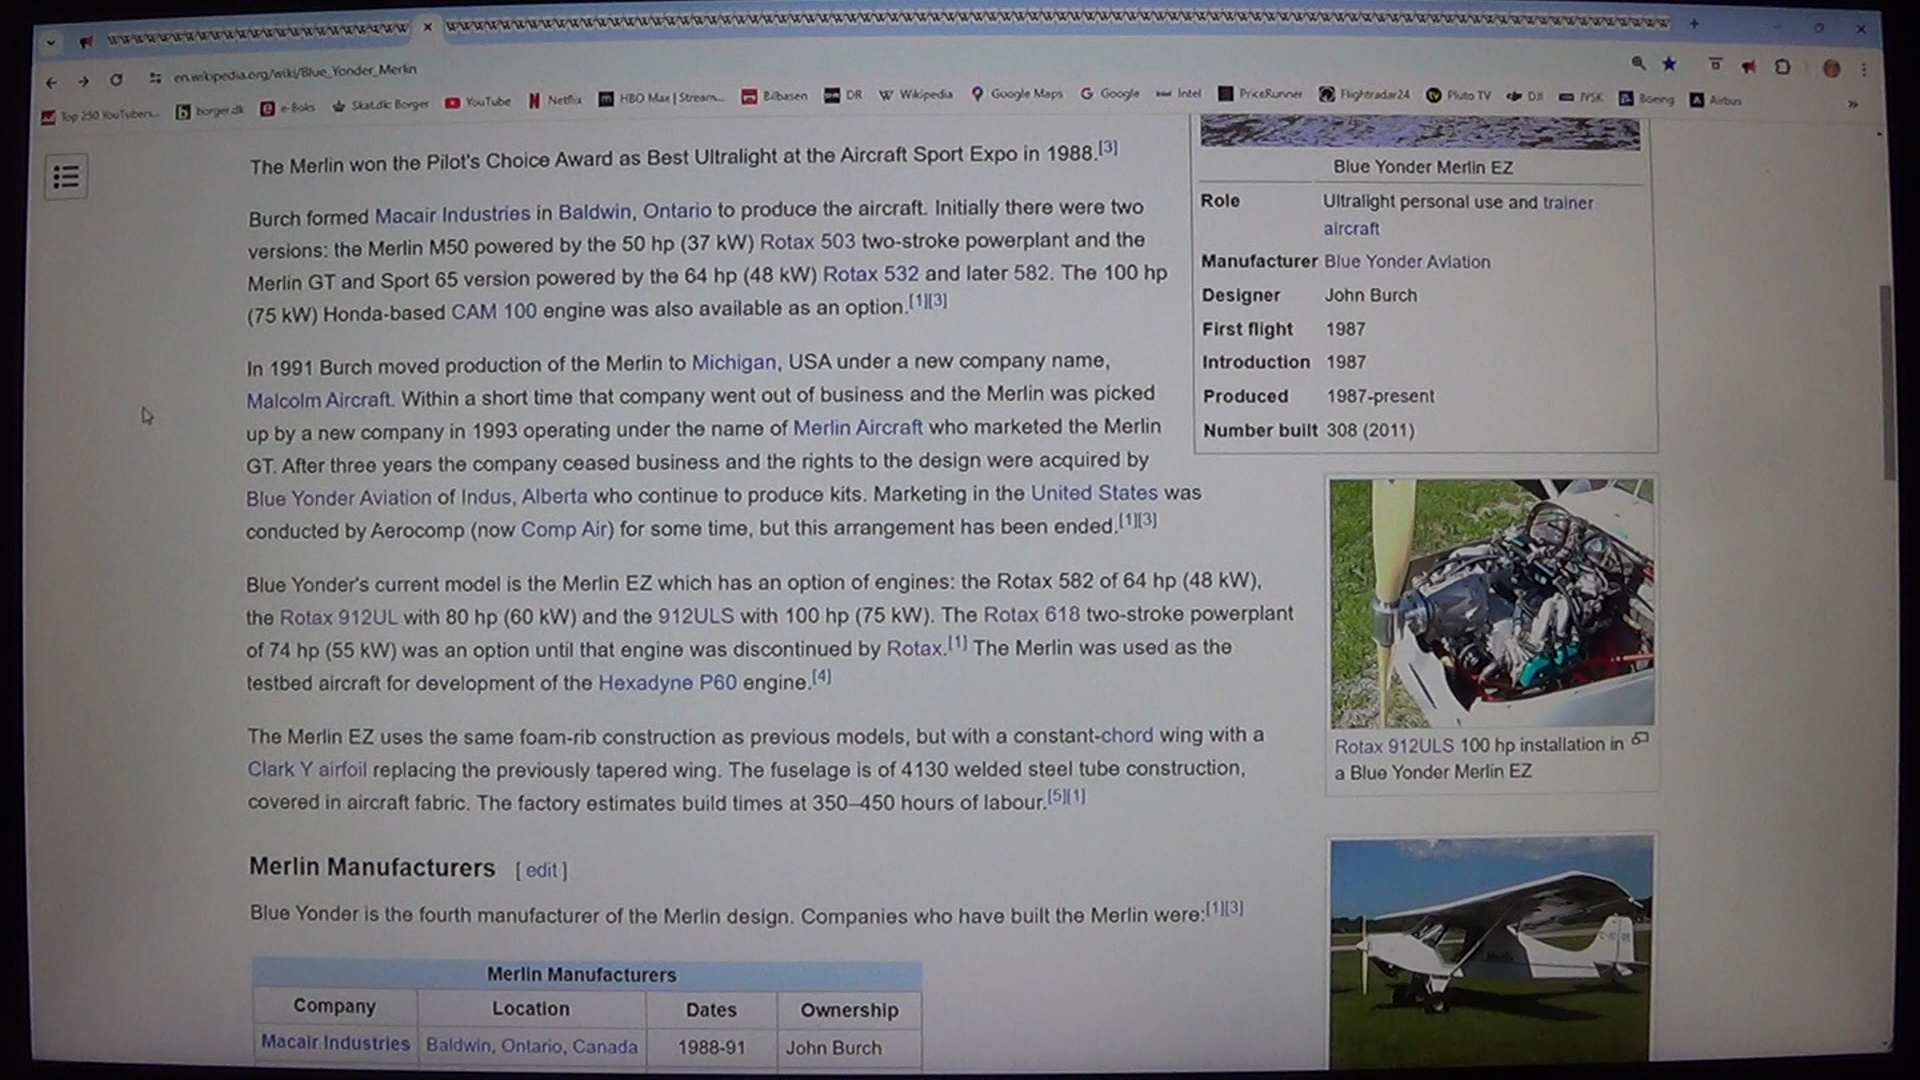 en.wikipedia.org/wiki/Blue_Yonder_Merlin
Top 250 YouTubers... borger.dk e-Boks Skat.dk: Borger YouTube Netflix HBO Max | Stream... Bilbasen DR Wikipedia Google Maps Google Intel PriceRunner Flightradar24 Pluto TV DJI JYSK Boeing Airbus
The Merlin won the Pilot's Choice Award as Best Ultralight at the Aircraft Sport Expo in 1988.[3]
Burch formed Macair Industries in Baldwin, Ontario to produce the aircraft. Initially there were two
versions: the Merlin M50 powered by the 50 hp (37 kW) Rotax 503 two-stroke powerplant and the
Merlin GT and Sport 65 version powered by the 64 hp (48 kW) Rotax 532 and later 582. The 100 hp
(75 kW) Honda-based CAM 100 engine was also available as an option.[1][3]
In 1991 Burch moved production of the Merlin to Michigan, USA under a new company name,
Malcolm Aircraft. Within a short time that company went out of business and the Merlin was picked
up by a new company in 1993 operating under the name of Merlin Aircraft who marketed the Merlin
GT. After three years the company ceased business and the rights to the design were acquired by
Blue Yonder Aviation of Indus, Alberta who continue to produce kits. Marketing in the United States was
conducted by Aerocomp (now Comp Air) for some time, but this arrangement has been ended.[1][3]
Blue Yonder's current model is the Merlin EZ which has an option of engines: the Rotax 582 of 64 hp (48 kW),
the Rotax 912UL with 80 hp (60 kW) and the 912ULS with 100 hp (75 kW). The Rotax 618 two-stroke powerplant
of 74 hp (55 kW) was an option until that engine was discontinued by Rotax.[1] The Merlin was used as the
testbed aircraft for development of the Hexadyne P60 engine.[4]
The Merlin EZ uses the same foam-rib construction as previous models, but with a constant-chord wing with a
Clark Y airfoil replacing the previously tapered wing. The fuselage is of 4130 welded steel tube construction,
covered in aircraft fabric. The factory estimates build times at 350–450 hours of labour.[5][1]
Merlin Manufacturers [ edit ]
Blue Yonder is the fourth manufacturer of the Merlin design. Companies who have built the Merlin were:[1][3]
Merlin Manufacturers
Company Location Dates Ownership
Macair Industries Baldwin, Ontario, Canada 1988-91 John Burch
Blue Yonder Merlin EZ
Role Ultralight personal use and trainer
aircraft
Manufacturer Blue Yonder Aviation
Designer John Burch
First flight 1987
Introduction 1987
Produced 1987-present
Number built 308 (2011)
Rotax 912ULS 100 hp installation in
a Blue Yonder Merlin EZ